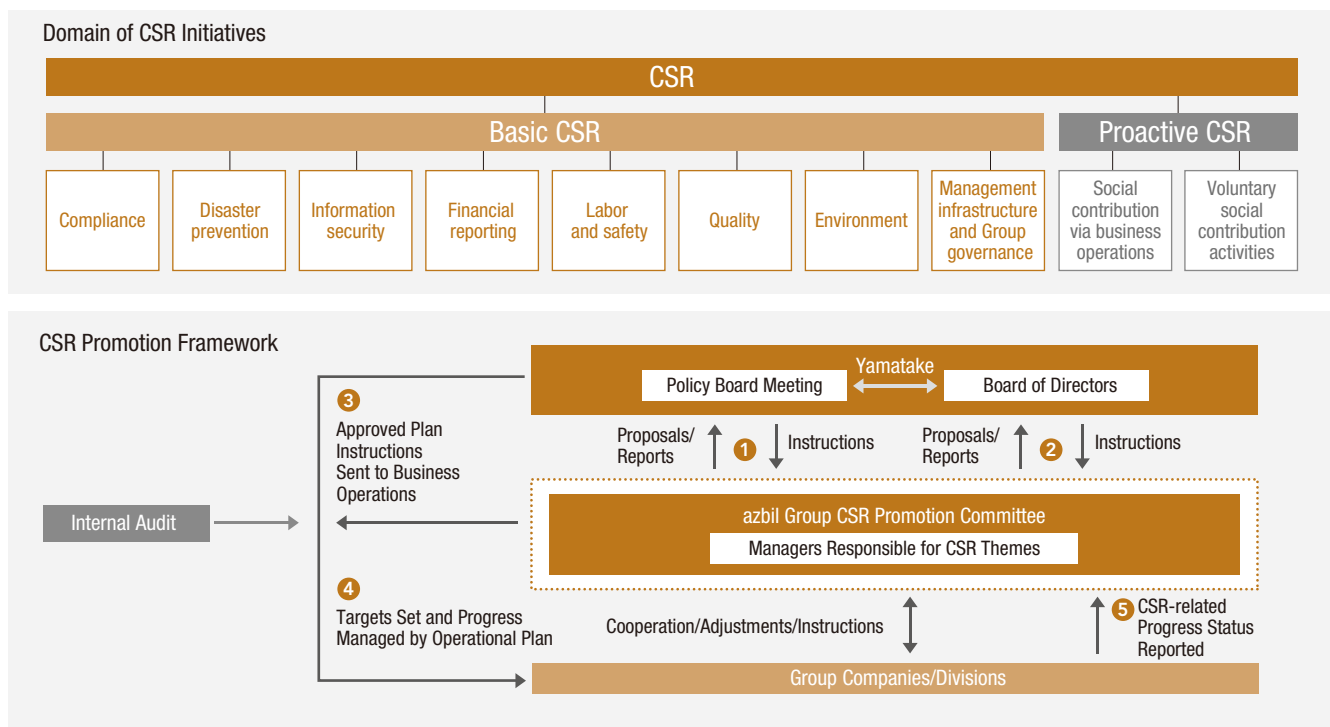 Domain of CSR Initiatives
CSR
Basic CSR
Proactive CSR
Compliance
Disaster
prevention
Information
security
Financial
reporting
Labor
and safety
Quality
Environment
Management
infrastructure
and Group
governance
Social
contribution
via business
operations
Voluntary
social
contribution
activities
CSR Promotion Framework
Yamatake
Policy Board Meeting
Board of Directors
3
Approved Plan
Instructions
Sent to Business
Operations
Proposals/
Reports
1
Instructions
Proposals/
Reports
2
Instructions
Internal Audit
azbil Group CSR Promotion Committee
Managers Responsible for CSR Themes
4
Targets Set and Progress
Managed by Operational Plan
Cooperation/Adjustments/Instructions
5
CSR-related
Progress Status
Reported
Group Companies/Divisions